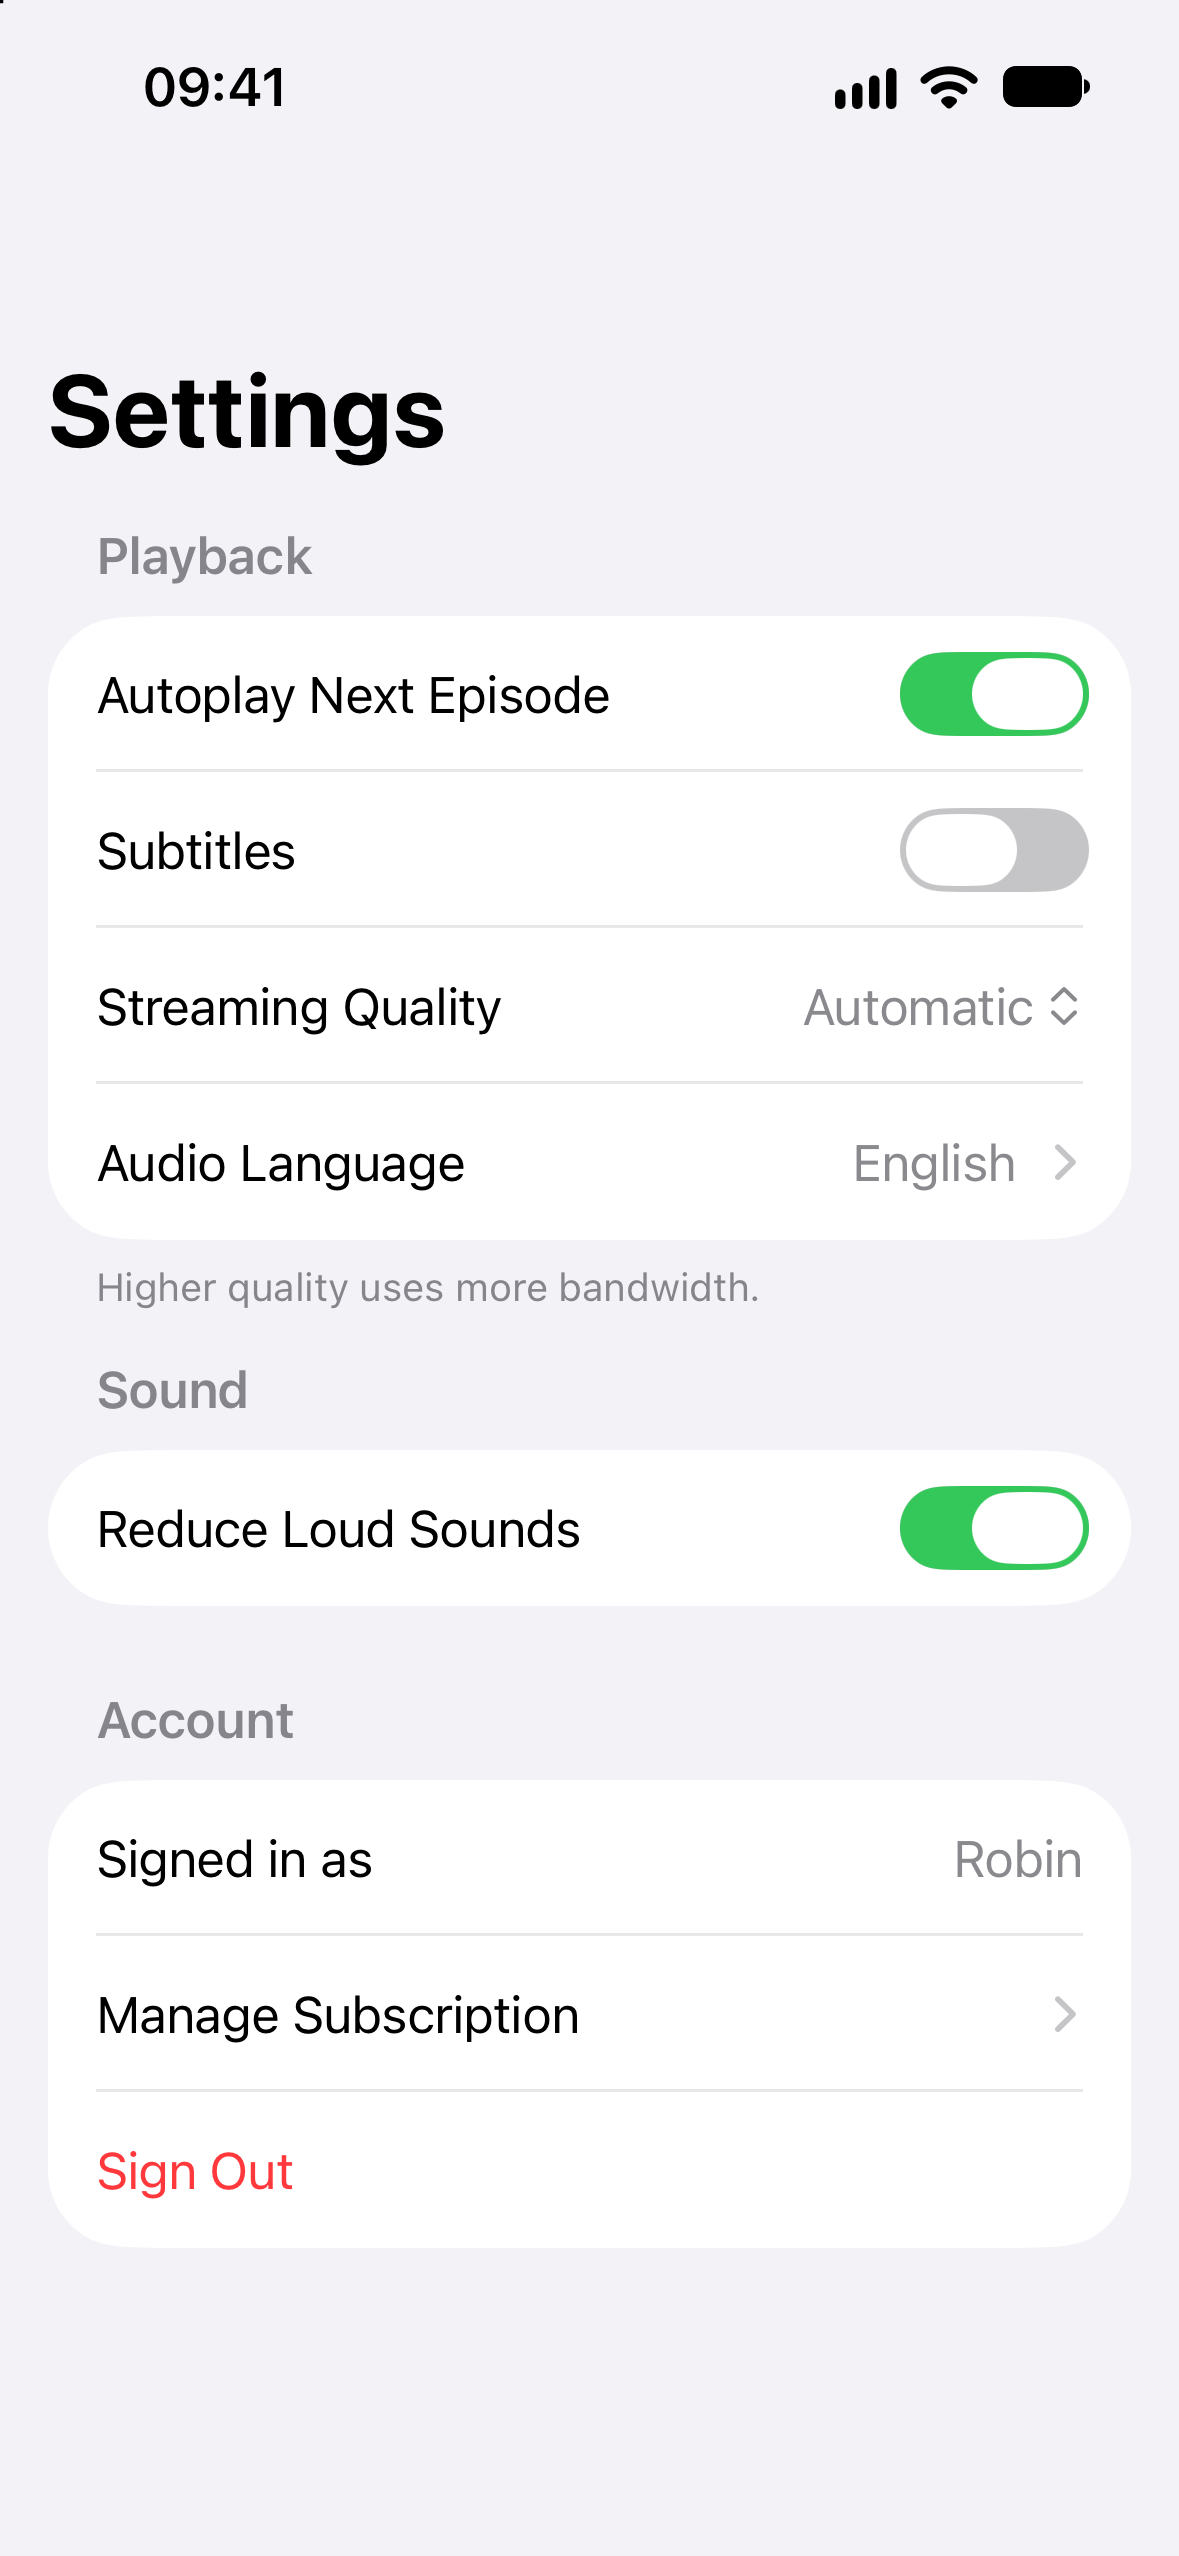 09:41
Settings
Playback
Autoplay Next Episode
Subtitles
Streaming Quality Automatic
Audio Language English
Higher quality uses more bandwidth.
Sound
Reduce Loud Sounds
Account
Signed in as Robin
Manage Subscription
Sign Out